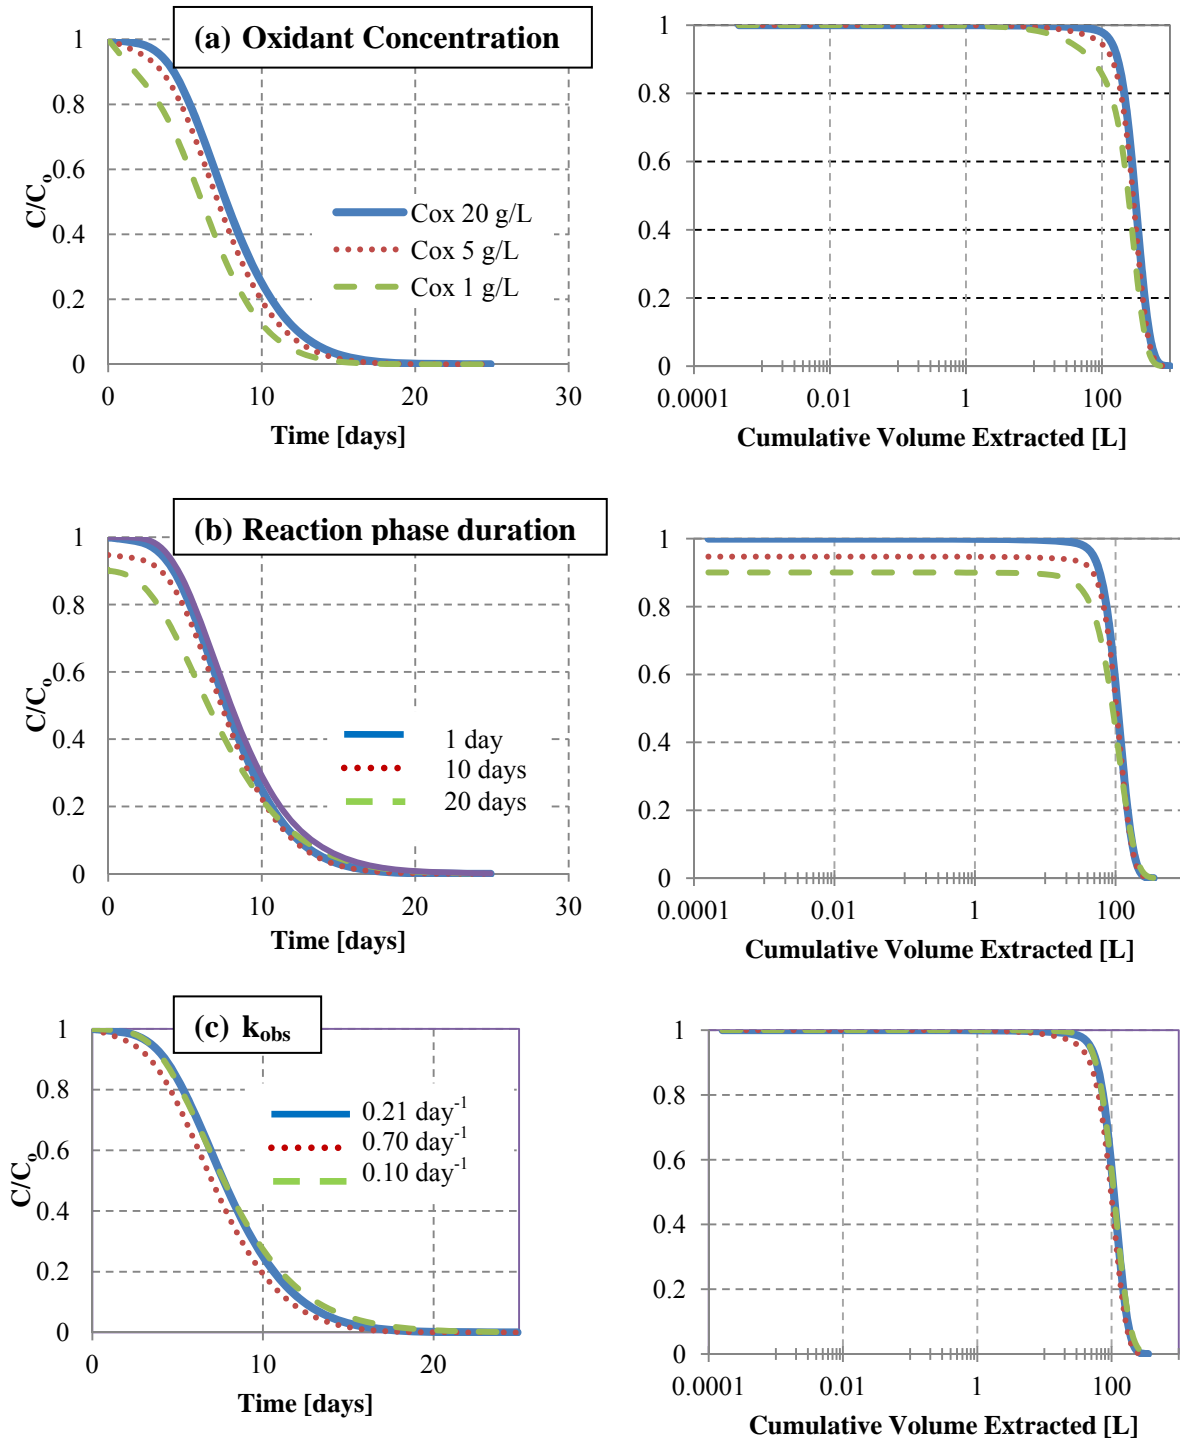 (a) Oxidant Concentration
1
0.8
0.6
0.4
0.2
0
C/C₀
Cox 20 g/L
Cox 5 g/L
Cox 1 g/L
0 10 20 30
Time [days]
1
0.8
0.6
0.4
0.2
0
0.0001 0.01 1 100
Cumulative Volume Extracted [L]
(b) Reaction phase duration
1
0.8
0.6
0.4
0.2
0
C/C₀
1 day
10 days
20 days
0 10 20 30
Time [days]
1
0.8
0.6
0.4
0.2
0
0.0001 0.01 1 100
Cumulative Volume Extracted [L]
(c) kobs
1
0.8
0.6
0.4
0.2
0
C/C₀
0.21 day⁻¹
0.70 day⁻¹
0.10 day⁻¹
0 10 20
Time [days]
1
0.8
0.6
0.4
0.2
0
0.0001 0.01 1 100
Cumulative Volume Extracted [L]